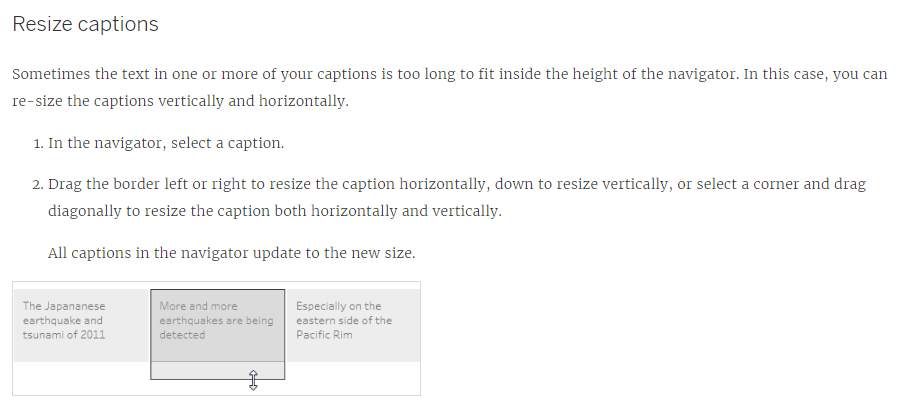 Resize captions
Sometimes the text in one or more of your captions is too long to fit inside the height of the navigator. In this case, you can
re-size the captions vertically and horizontally.
1. In the navigator, select a caption.
2. Drag the border left or right to resize the caption horizontally, down to resize vertically, or select a corner and drag
diagonally to resize the caption both horizontally and vertically.
All captions in the navigator update to the new size.
The Japananese
earthquake and
tsunami of 2011
More and more
earthquakes are being
detected
Especially on the
eastern side of the
Pacific Rim